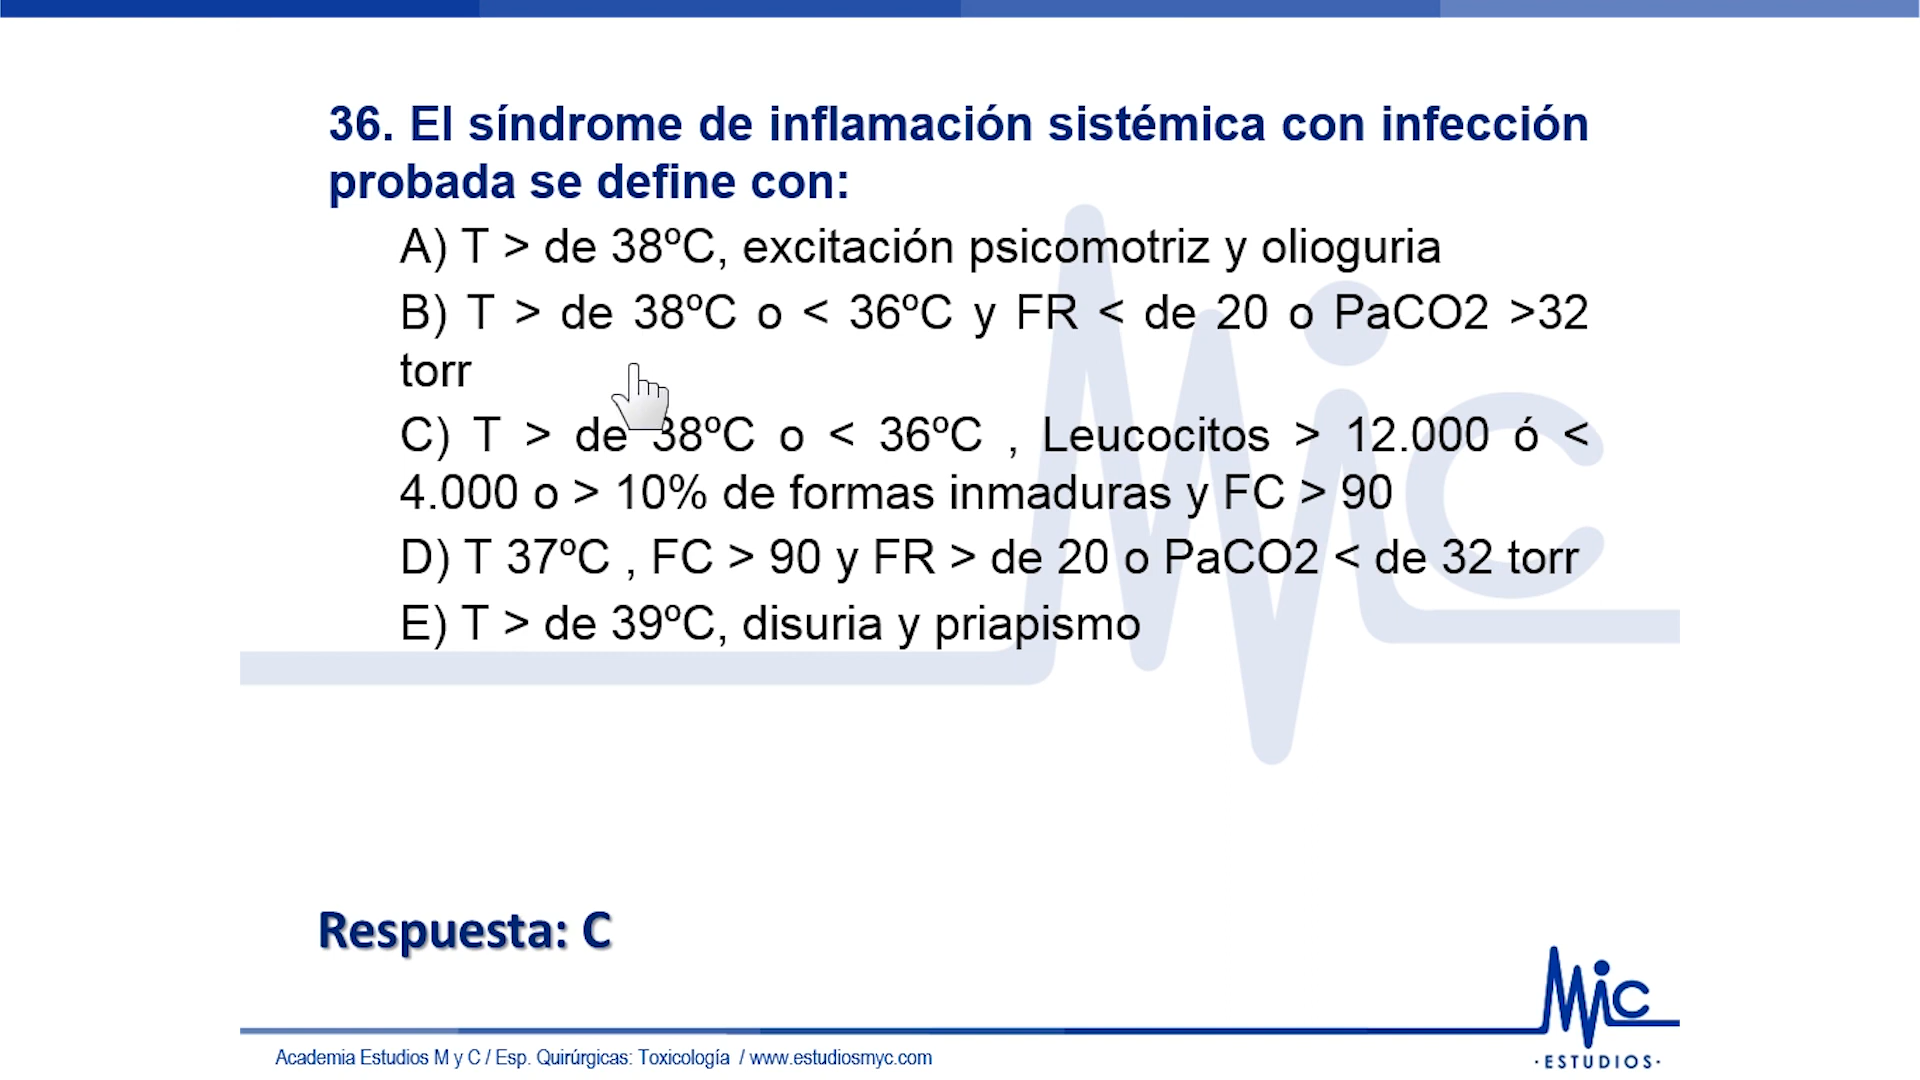 36. El síndrome de inflamación sistémica con infección
probada se define con:
A) T > de 38ºC, excitación psicomotriz y olioguria
B) T > de 38ºC o < 36ºC y FR < de 20 o PaCO2 >32
torr
C) T > de 38ºC o < 36ºC , Leucocitos > 12.000 ó <
4.000 o > 10% de formas inmaduras y FC > 90
D) T 37ºC , FC > 90 y FR > de 20 o PaCO2 < de 32 torr
E) T > de 39ºC, disuria y priapismo
Respuesta: C
Academia Estudios M y C / Esp. Quirúrgicas: Toxicología / www.estudiosmyc.com
MiC
·ESTUDIOS·